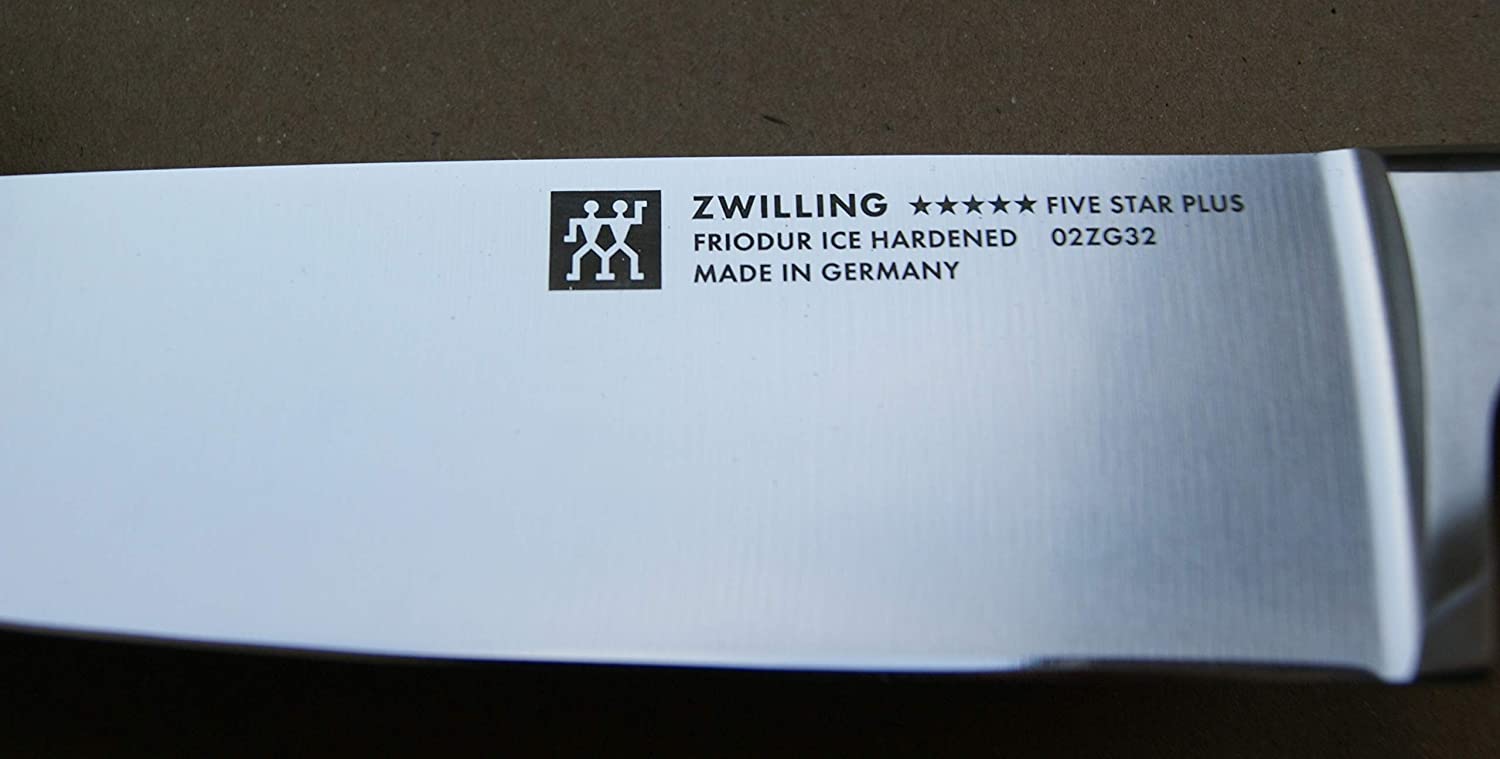 ZWILLING ★★★★★ FIVE STAR PLUS
FRIODUR ICE HARDENED 02ZG32
MADE IN GERMANY